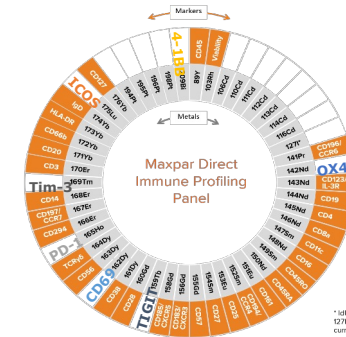 Markers
4-1BB
CD45
Viability
CD196/
CCR6
OX4
CD123/
IL-3R
CD19
CD4
CD8a
CD11c
CD16
CD45RO
CD45RA
CD161
CD194/
CCR4
CD25
CD27
CD57
CD183/
CXCR3
CD185/
CXCR5
TIGIT
CD28
CD38
CD69
CD56
TCRγδ
PD-1
CD294
CD197/
CCR7
CD14
Tim-3
CD3
CD20
CD66b
HLA-DR
IgD
ICOS
CD127
89Y
103Rh
106Cd
110Cd
111Cd
112Cd
113Cd
114Cd
116Cd
127I
141Pr
142Nd
143Nd
144Nd
145Nd
146Nd
147Sm
148Nd
149Sm
150Nd
151Eu
152Sm
153Eu
154Sm
155Gd
156Gd
158Gd
159Tb
160Gd
161Dy
162Dy
163Dy
164Dy
165Ho
166Er
167Er
168Er
169Tm
170Er
171Yb
172Yb
173Yb
174Yb
175Lu
176Yb
194Pt
195Pt
196Pt
198Pt
209Bi
Metals
Maxpar Direct
Immune Profiling
Panel